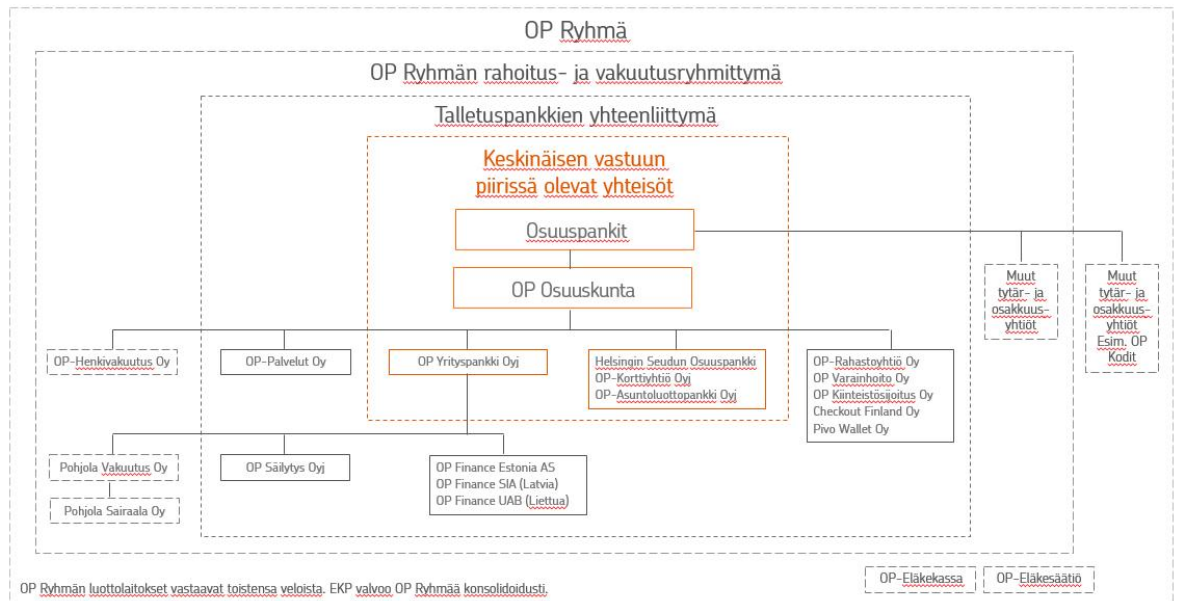 OP Ryhmä
OP Ryhmän rahoitus- ja vakuutusryhmittymä
Talletuspankkien yhteenliittymä
Keskinäisen vastuun
piirissä olevat yhteisöt
Osuuspankit
OP Osuuskunta
Muut
tytär- ja
osakkuus-
yhtiöt
Muut
tytär- ja
osakkuus-
yhtiöt
Esim. OP
Kodit
OP-Henkivakuutus Oy
OP-Palvelut Oy
OP Yrityspankki Oyj
Helsingin Seudun Osuuspankki
OP-Korttiyhtiö Oyj
OP-Asuntoluottopankki Oyj
OP-Rahastoyhtiö Oy
OP Varainhoito Oy
OP Kiinteistösijoitus Oy
Checkout Finland Oy
Pivo Wallet Oy
Pohjola Vakuutus Oy
Pohjola Sairaala Oy
OP Säilytys Oyj
OP Finance Estonia AS
OP Finance SIA (Latvia)
OP Finance UAB (Liettua)
OP-Eläkekassa
OP-Eläkesäätiö
OP Ryhmän luottolaitokset vastaavat toistensa veloista. EKP valvoo OP Ryhmää konsolidoidusti.